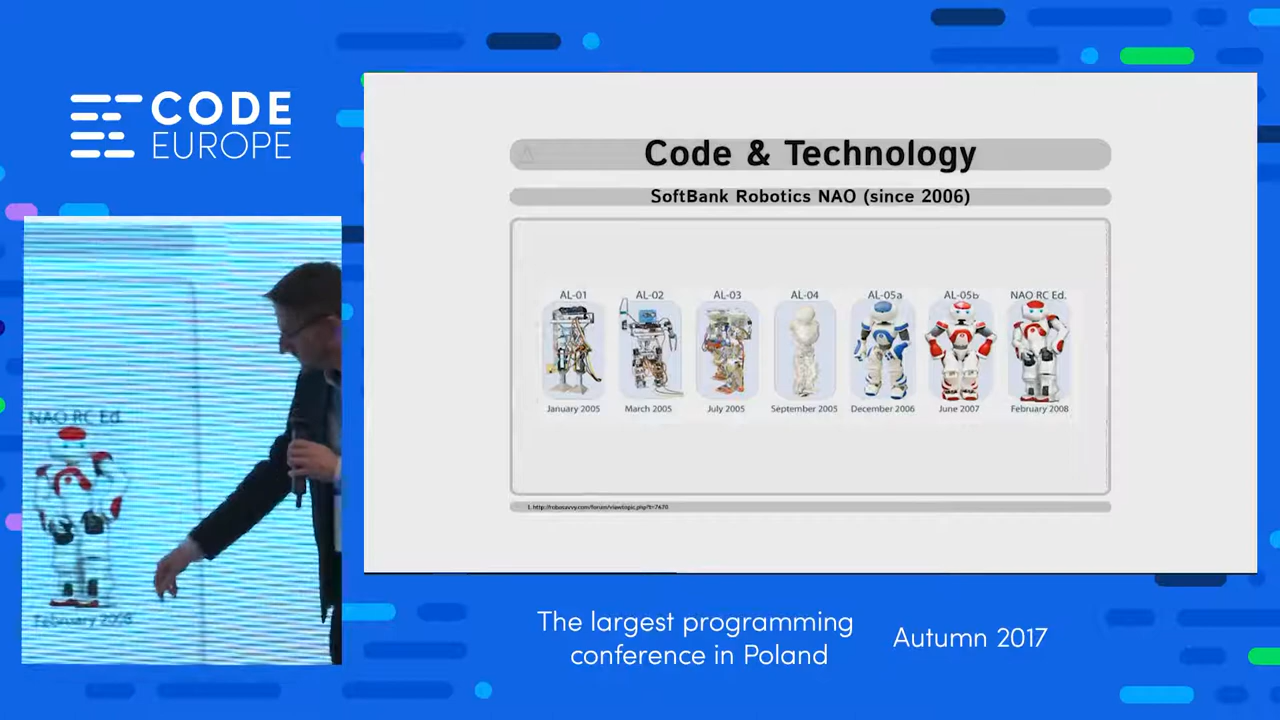 CODE
EUROPE
Code & Technology
SoftBank Robotics NAO (since 2006)
AL-01 AL-02 AL-03 AL-04 AL-05a AL-05b NAO RC Ed.
January 2005 March 2005 July 2005 September 2005 December 2006 June 2007 February 2008
1. http://robosavvy.com/forum/viewtopic.php?t=7670
NAO RC Ed.
February 2008
The largest programming
conference in Poland
Autumn 2017